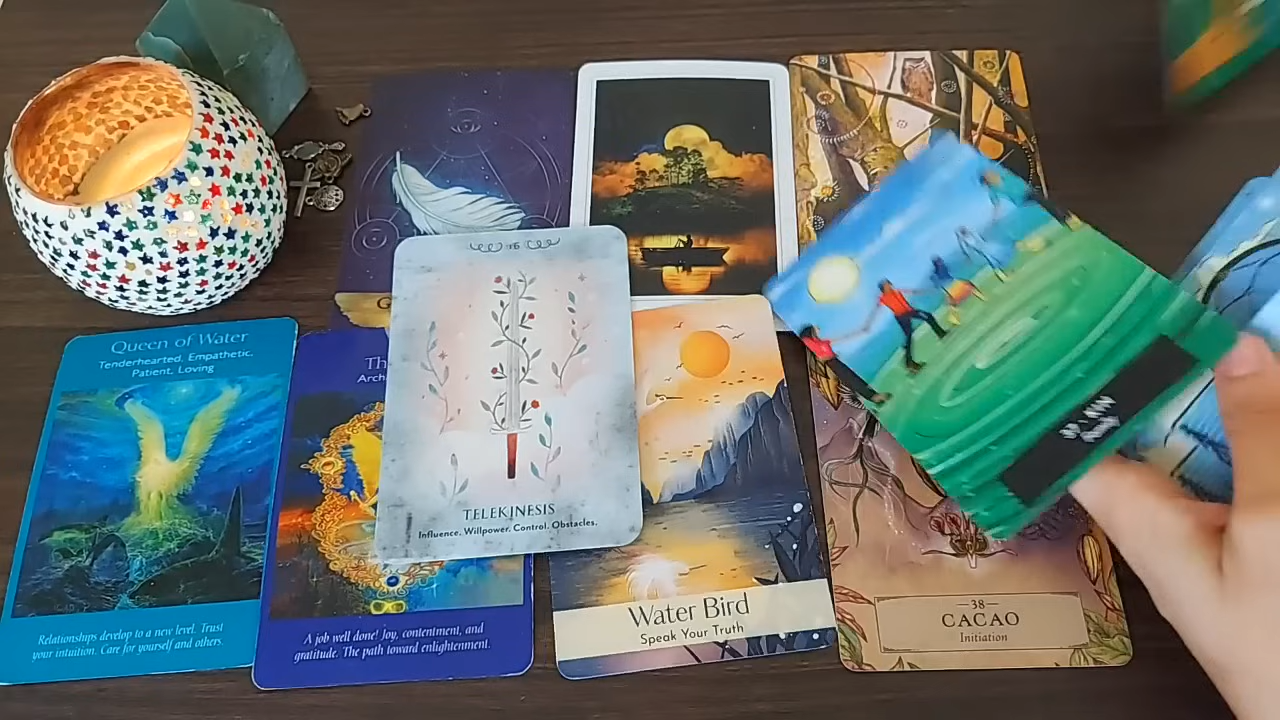 Queen of Water
Tenderhearted, Empathetic,
Patient, Loving
Relationships develop to a new level. Trust
your intuition. Care for yourself and others.
Th
Arch
A job well done! Joy, contentment, and
gratitude. The path toward enlightenment.
TELEKINESIS
Influence. Willpower. Control. Obstacles.
Water Bird
Speak Your Truth
38
CACAO
Initiation